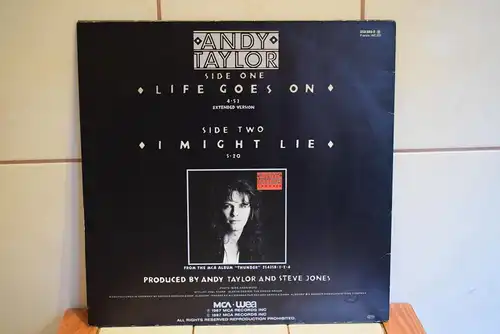 ANDY
TAYLOR
SIDE ONE
LIFE GOES ON
4·53
EXTENDED VERSION
SIDE TWO
I MIGHT LIE
5·20
FROM THE MCA ALBUM "THUNDER"
PRODUCED BY ANDY TAYLOR AND STEVE JONES
MCA wea
MCA RECORDS INC
1987 MCA RECORDS INC
ALL RIGHTS RESERVED REPRODUCTION PROHIBITED.